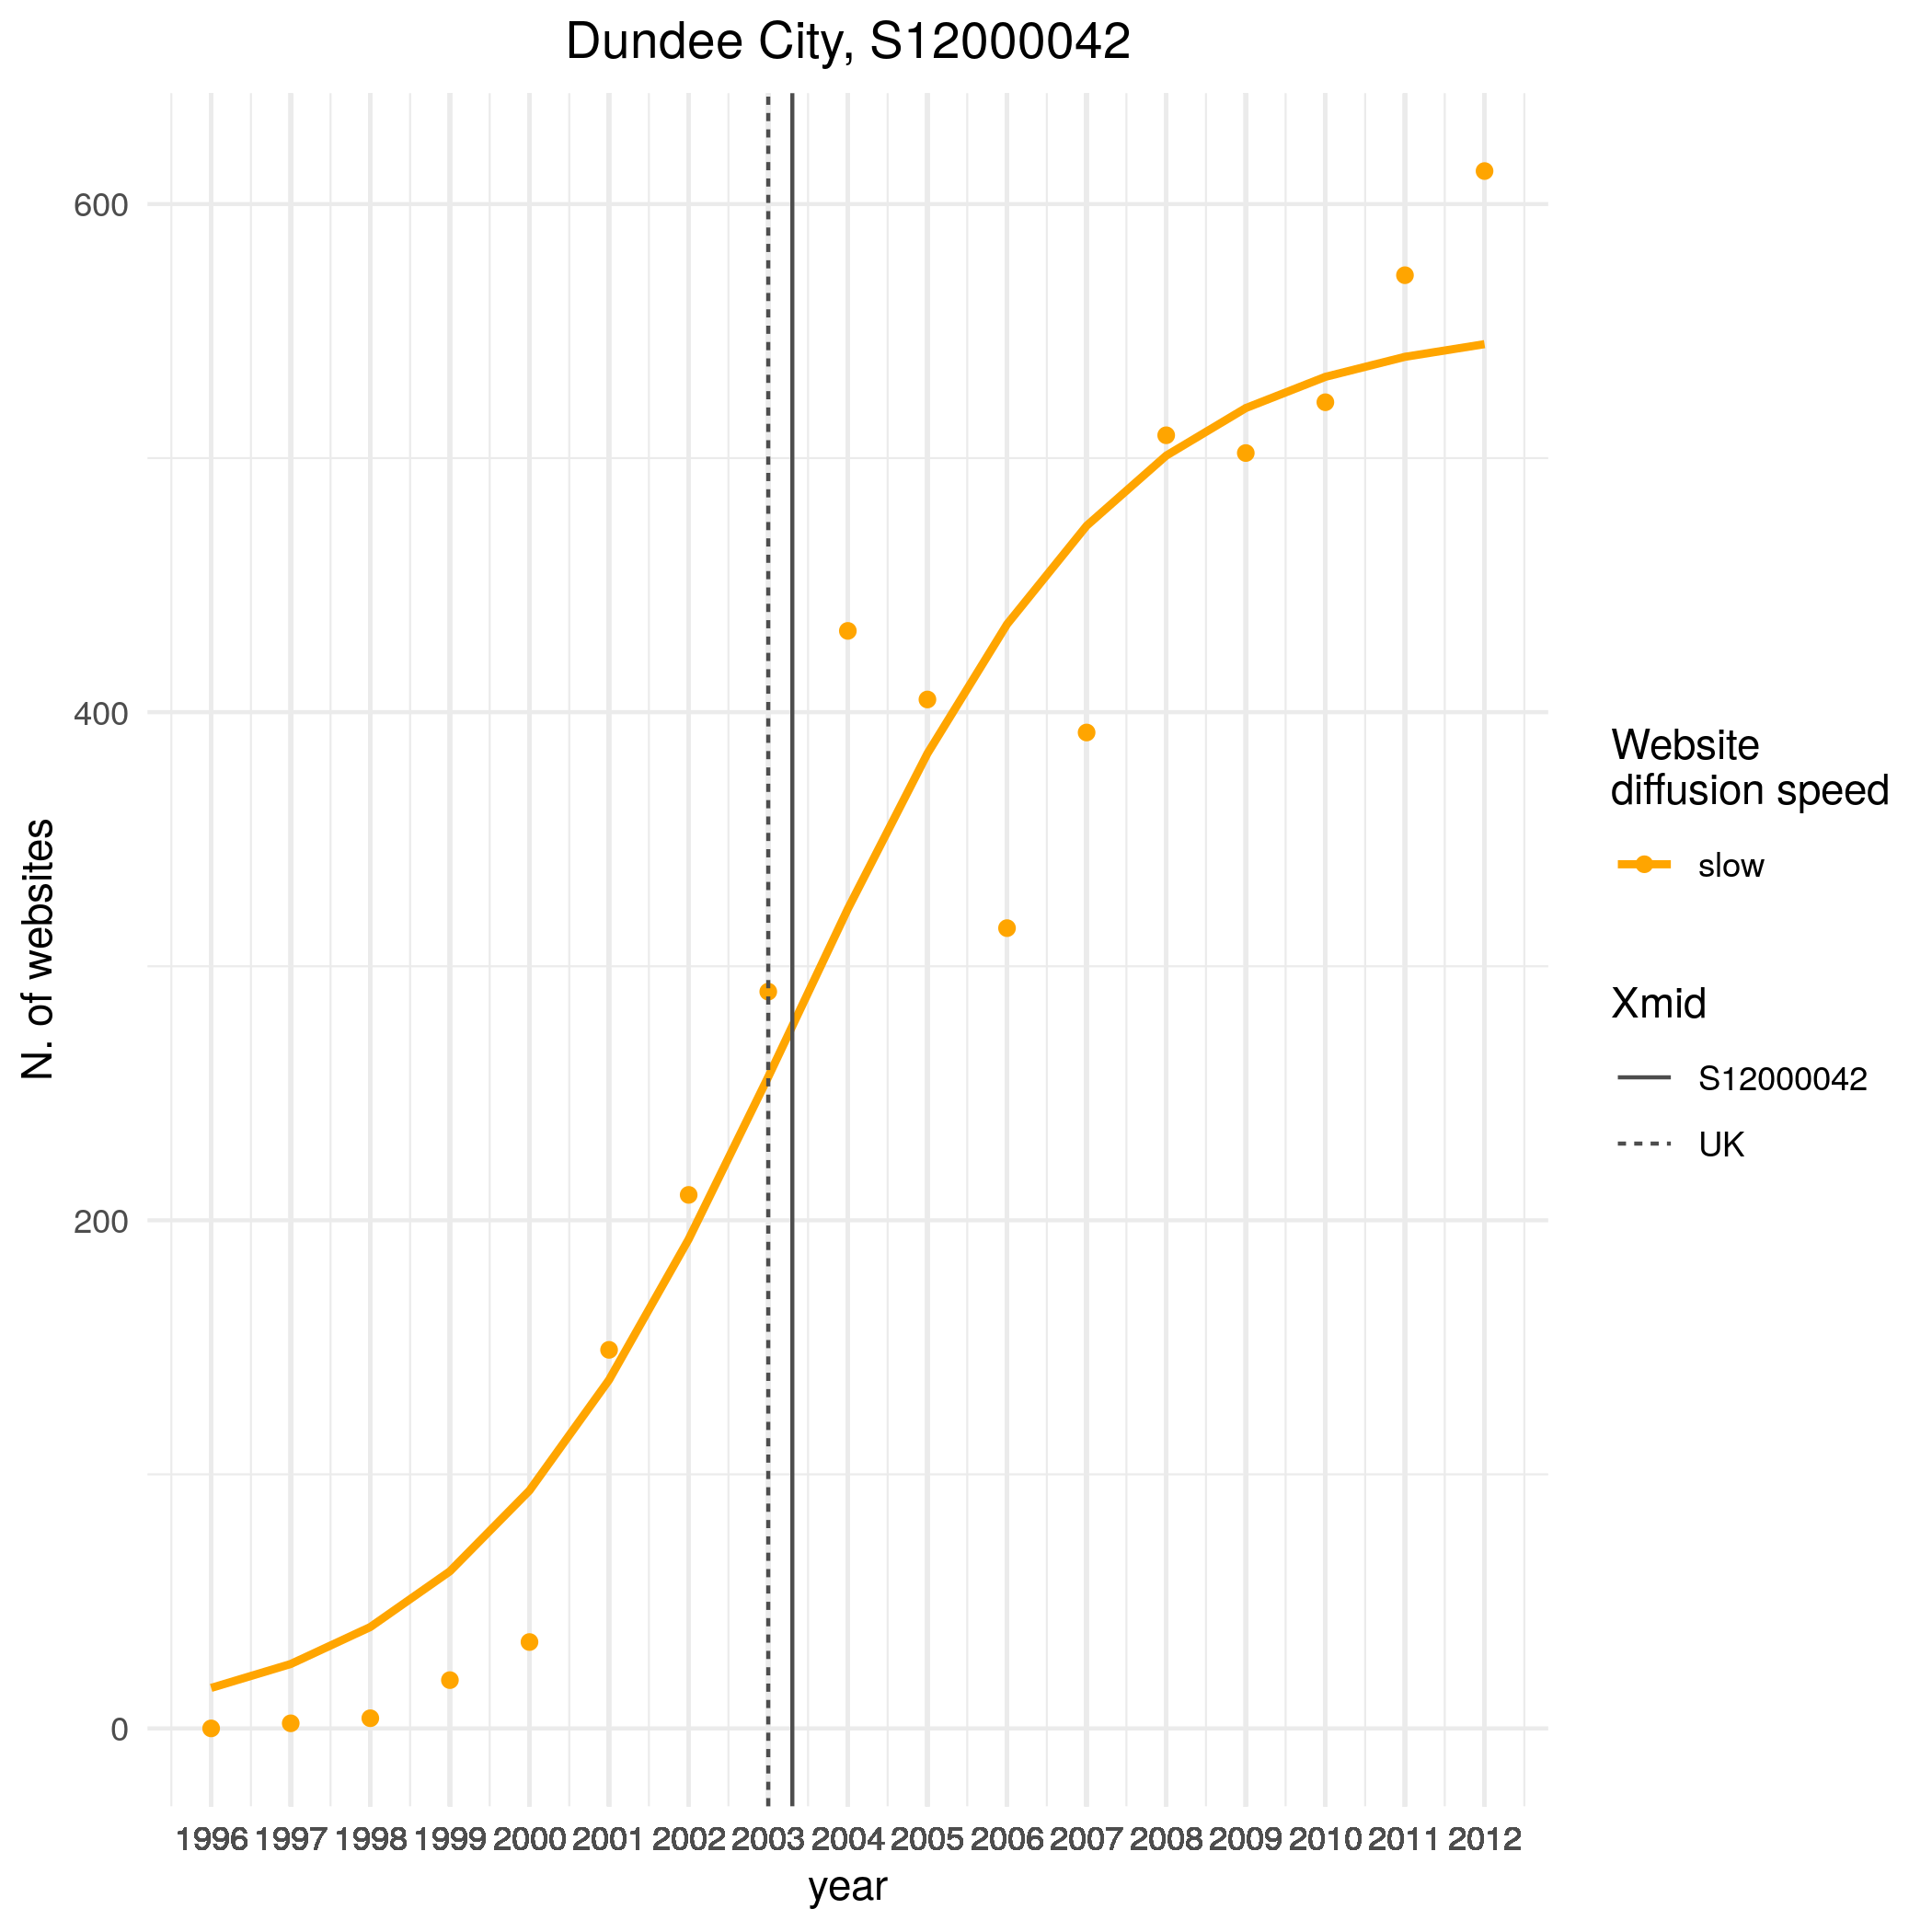 Dundee City, S12000042
600
400
200
0
N. of websites
1996 1997 1998 1999 2000 2001 2002 2003 2004 2005 2006 2007 2008 2009 2010 2011 2012
year
Website
diffusion speed
slow
Xmid
S12000042
UK